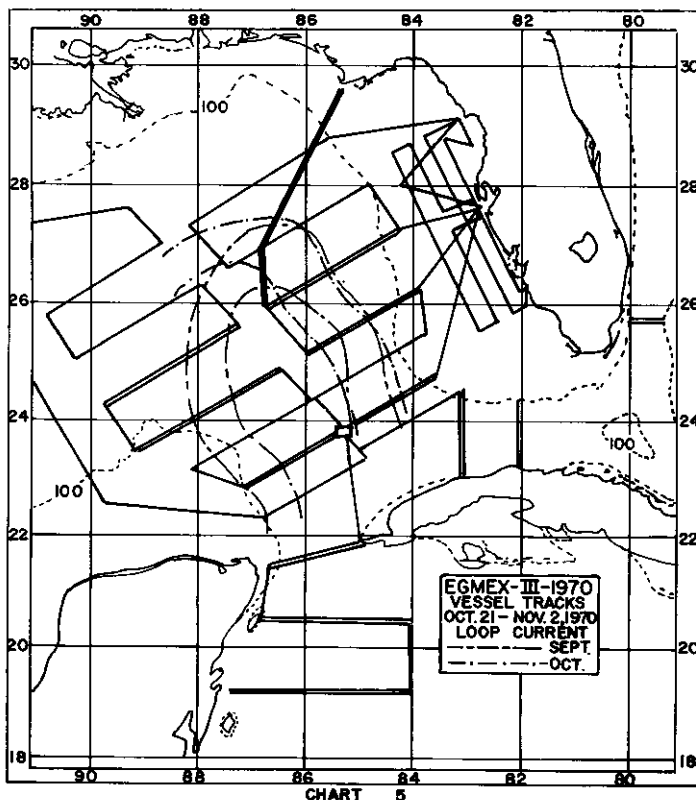 90 88 86 84 82 80
30 30
100
28 28
26 26
24 24
100
100
22 22
EGMEX-III-1970
VESSEL TRACKS
OCT. 21 - NOV. 2, 1970
LOOP CURRENT
SEPT.
OCT.
20 20
18 18
90 88 86 84 82 80
CHART 5